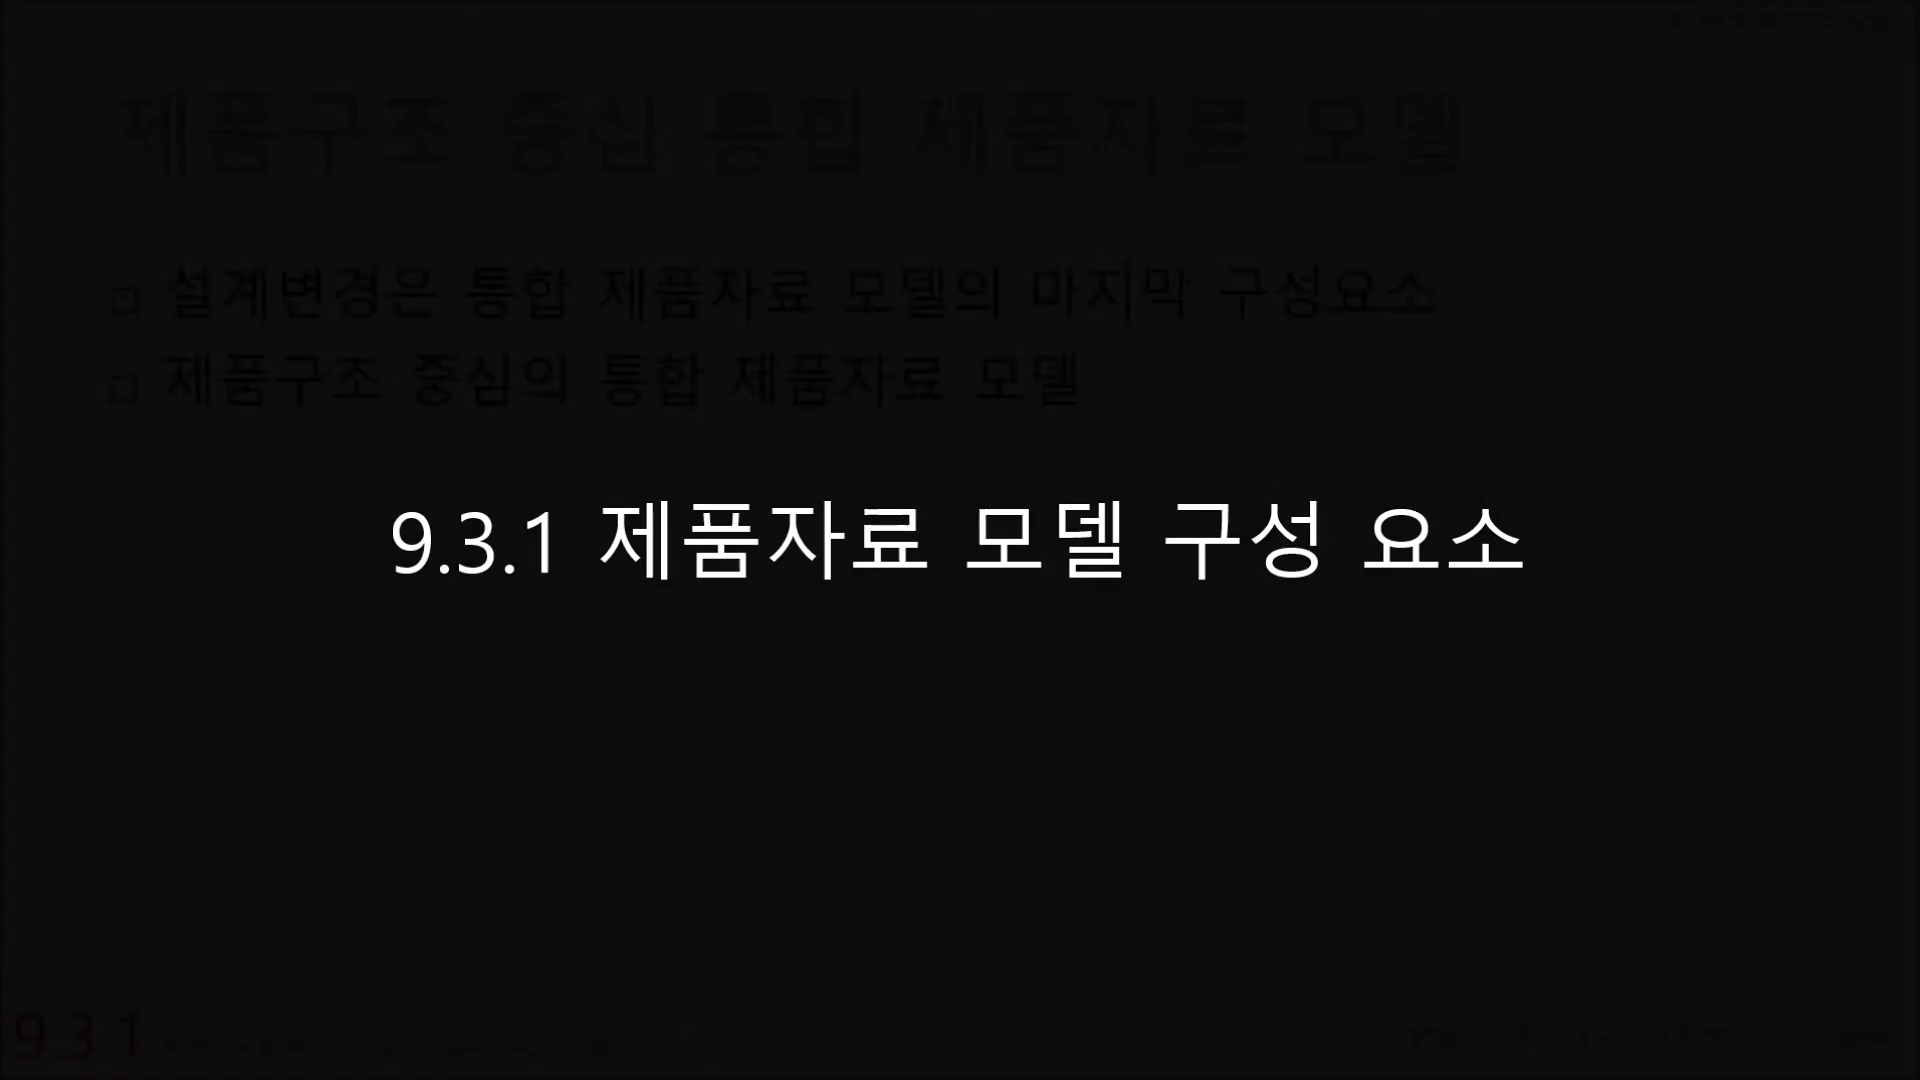 제품구조 중심 통합 제품자료 모델
□ 설계변경은 통합 제품자료 모델의 마지막 구성요소
□ 제품구조 중심의 통합 제품자료 모델
9.3.1 제품자료 모델 구성 요소
9.3.1